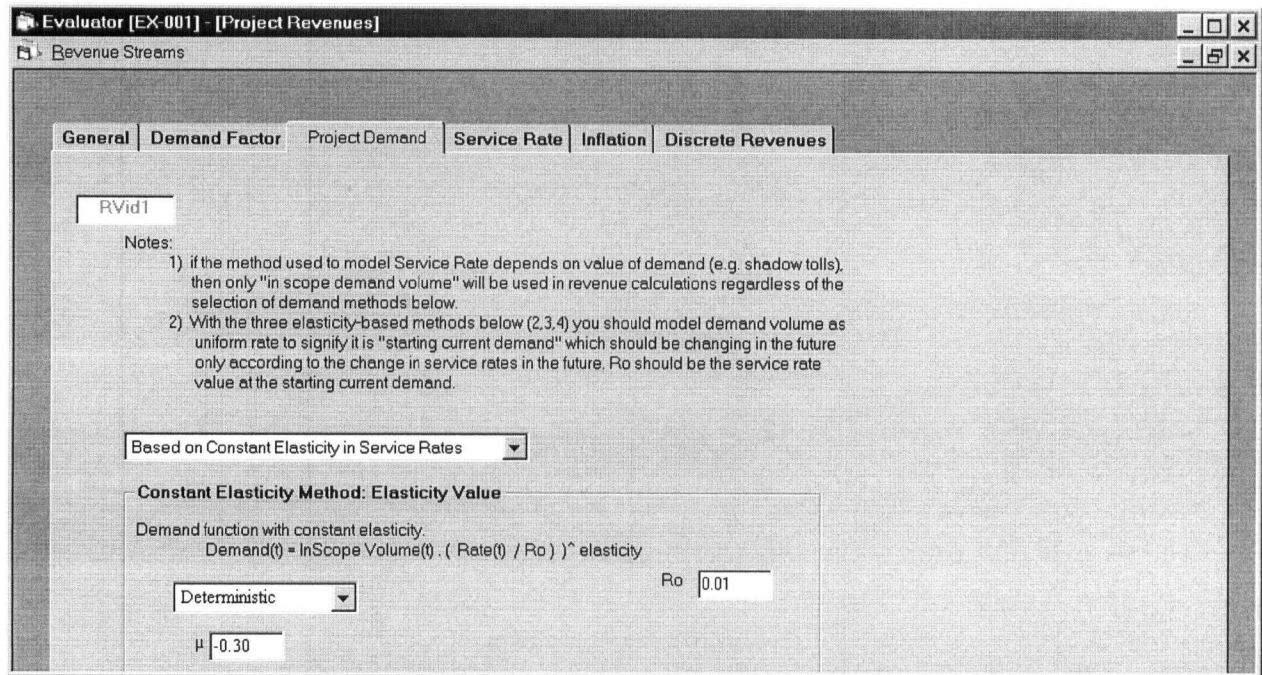 Evaluator [EX-001] - [Project Revenues]
Revenue Streams
General Demand Factor Project Demand Service Rate Inflation Discrete Revenues
RVid1
Notes:
1) if the method used to model Service Rate depends on value of demand (e.g. shadow tolls),
then only "in scope demand volume" will be used in revenue calculations regardless of the
selection of demand methods below.
2) With the three elasticity-based methods below (2,3,4) you should model demand volume as
uniform rate to signify it is "starting current demand" which should be changing in the future
only according to the change in service rates in the future. Ro should be the service rate
value at the starting current demand.
Based on Constant Elasticity in Service Rates
Constant Elasticity Method: Elasticity Value
Demand function with constant elasticity.
Demand(t) = InScope Volume(t) . ( Rate(t) / Ro ) )^ elasticity
Ro 0.01
Deterministic
μ -0.30